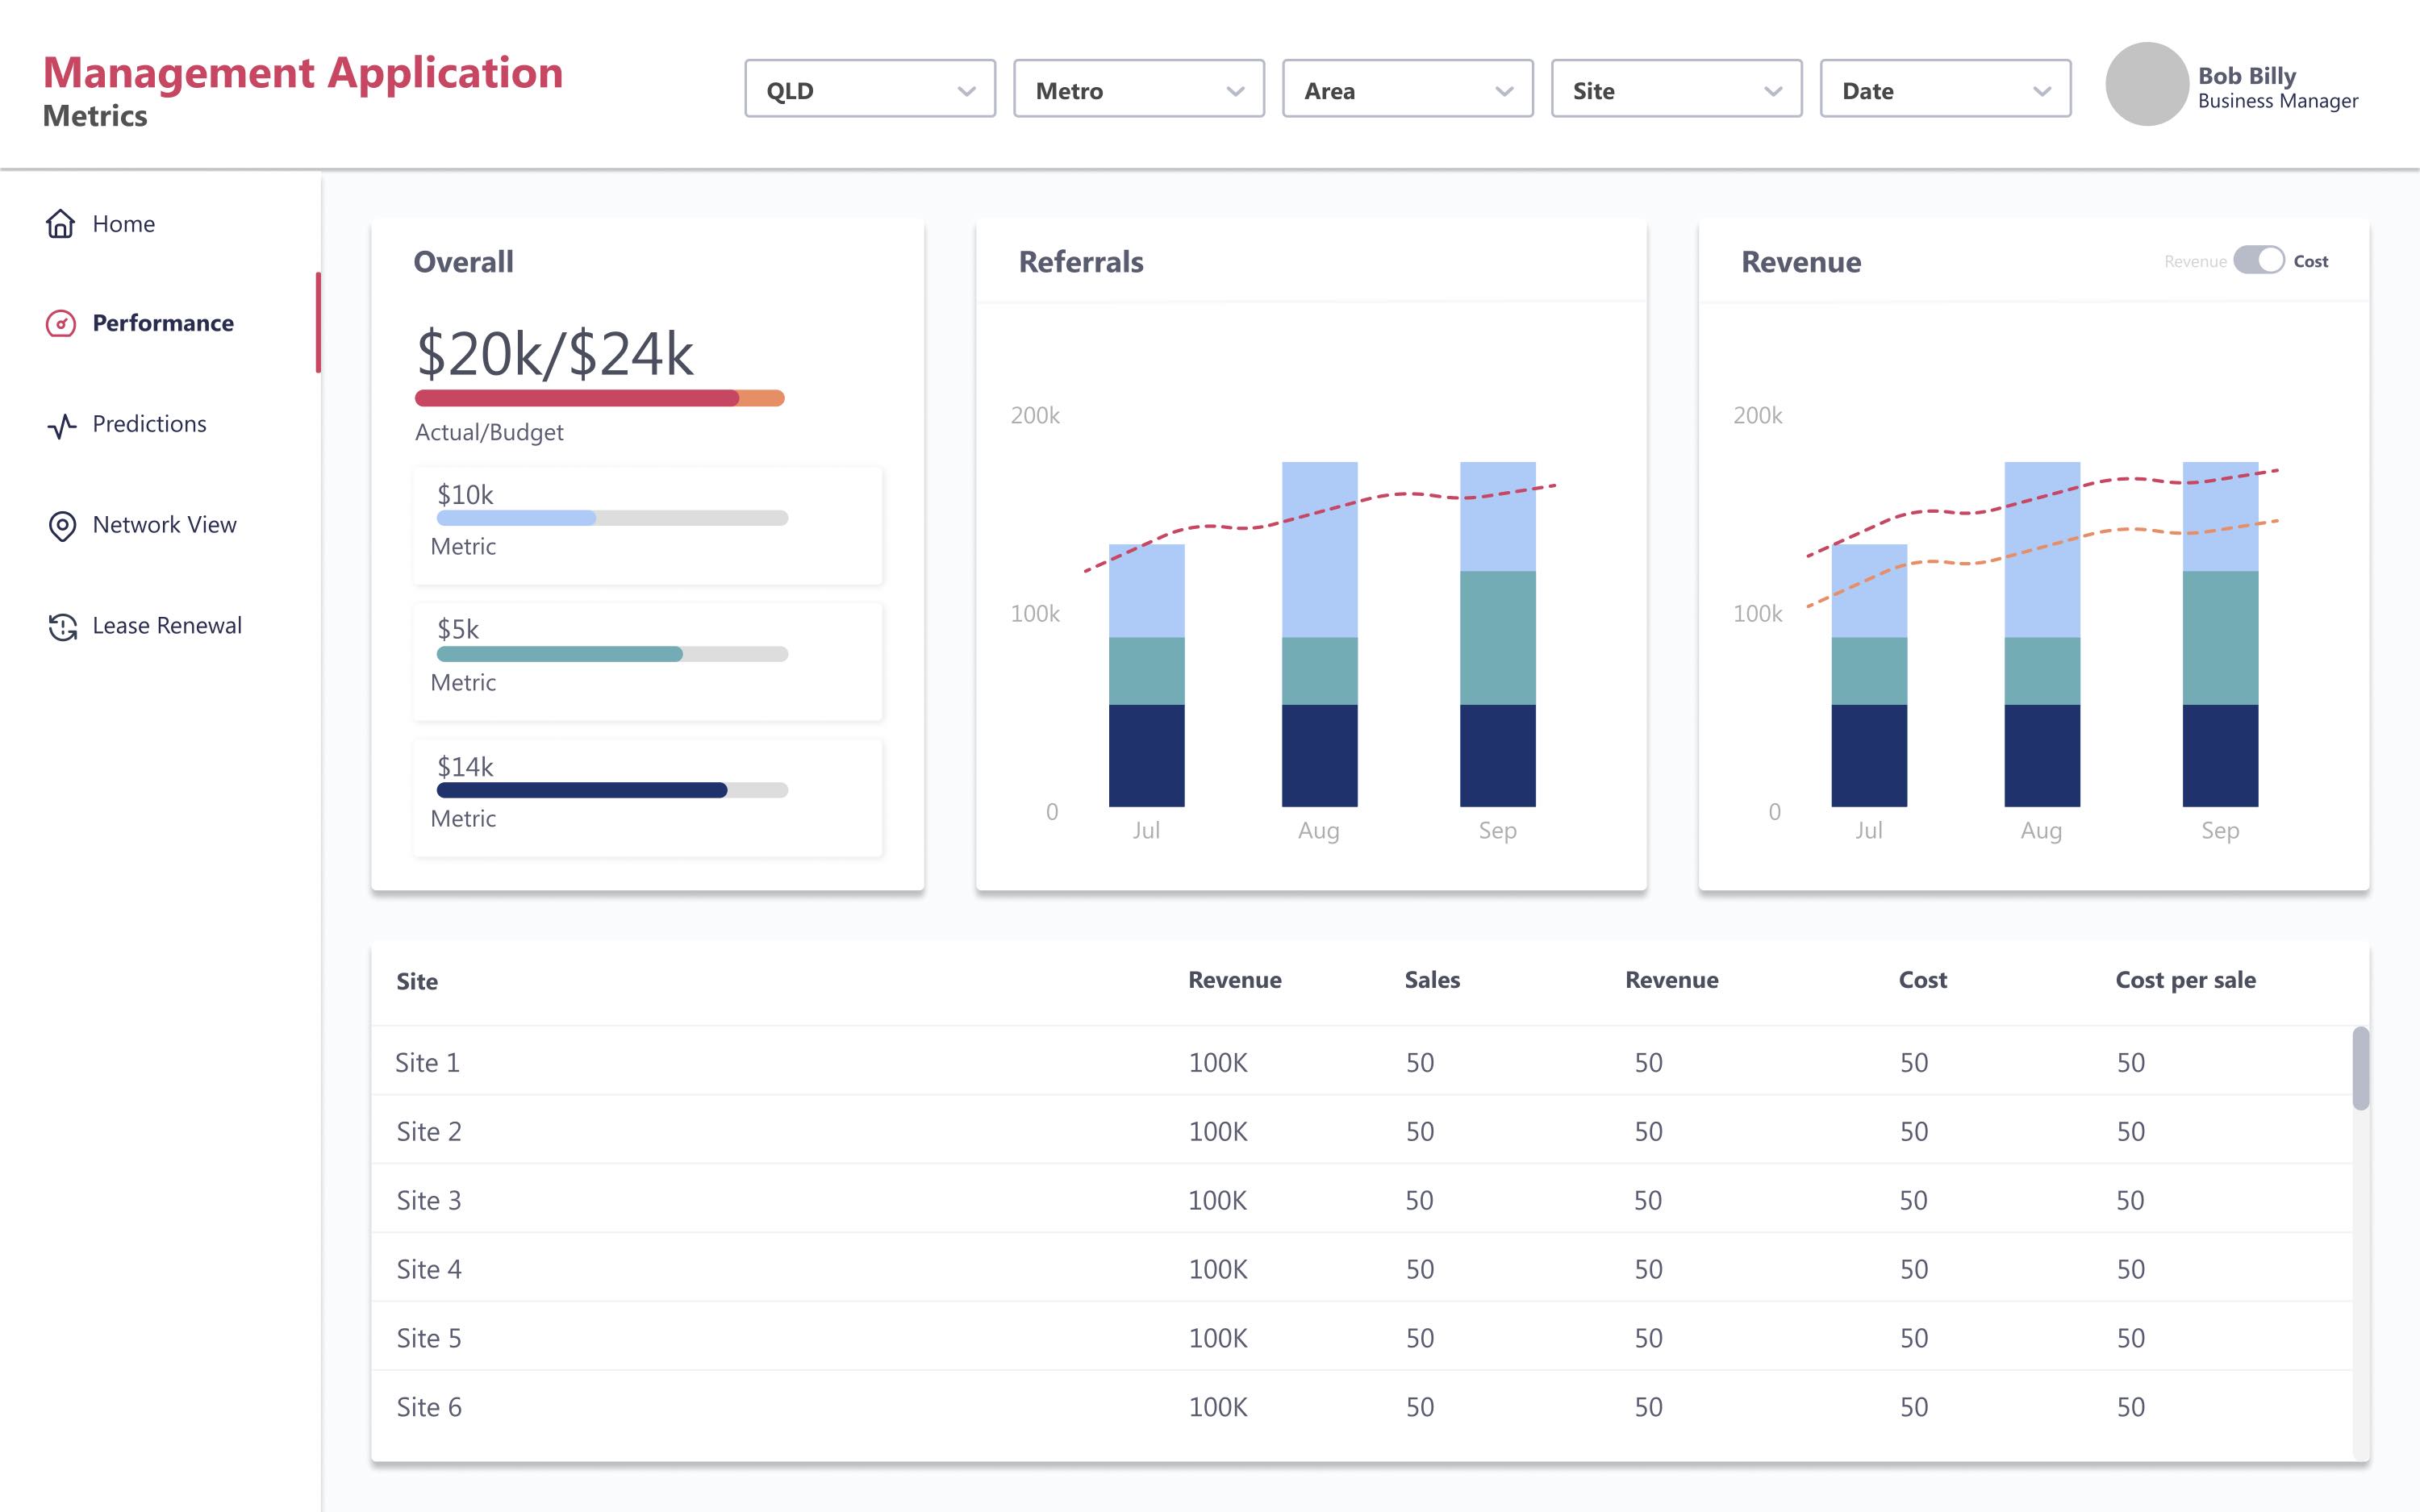 Management Application
Metrics
QLD
Metro
Area
Site
Date
Bob Billy
Business Manager
Home
Performance
Predictions
Network View
Lease Renewal
Overall
$20k/$24k
Actual/Budget
$10k
Metric
$5k
Metric
$14k
Metric
Referrals
200k
100k
0
Jul Aug Sep
Revenue
Revenue Cost
200k
100k
0
Jul Aug Sep
Site Revenue Sales Revenue Cost Cost per sale
Site 1 100K 50 50 50 50
Site 2 100K 50 50 50 50
Site 3 100K 50 50 50 50
Site 4 100K 50 50 50 50
Site 5 100K 50 50 50 50
Site 6 100K 50 50 50 50